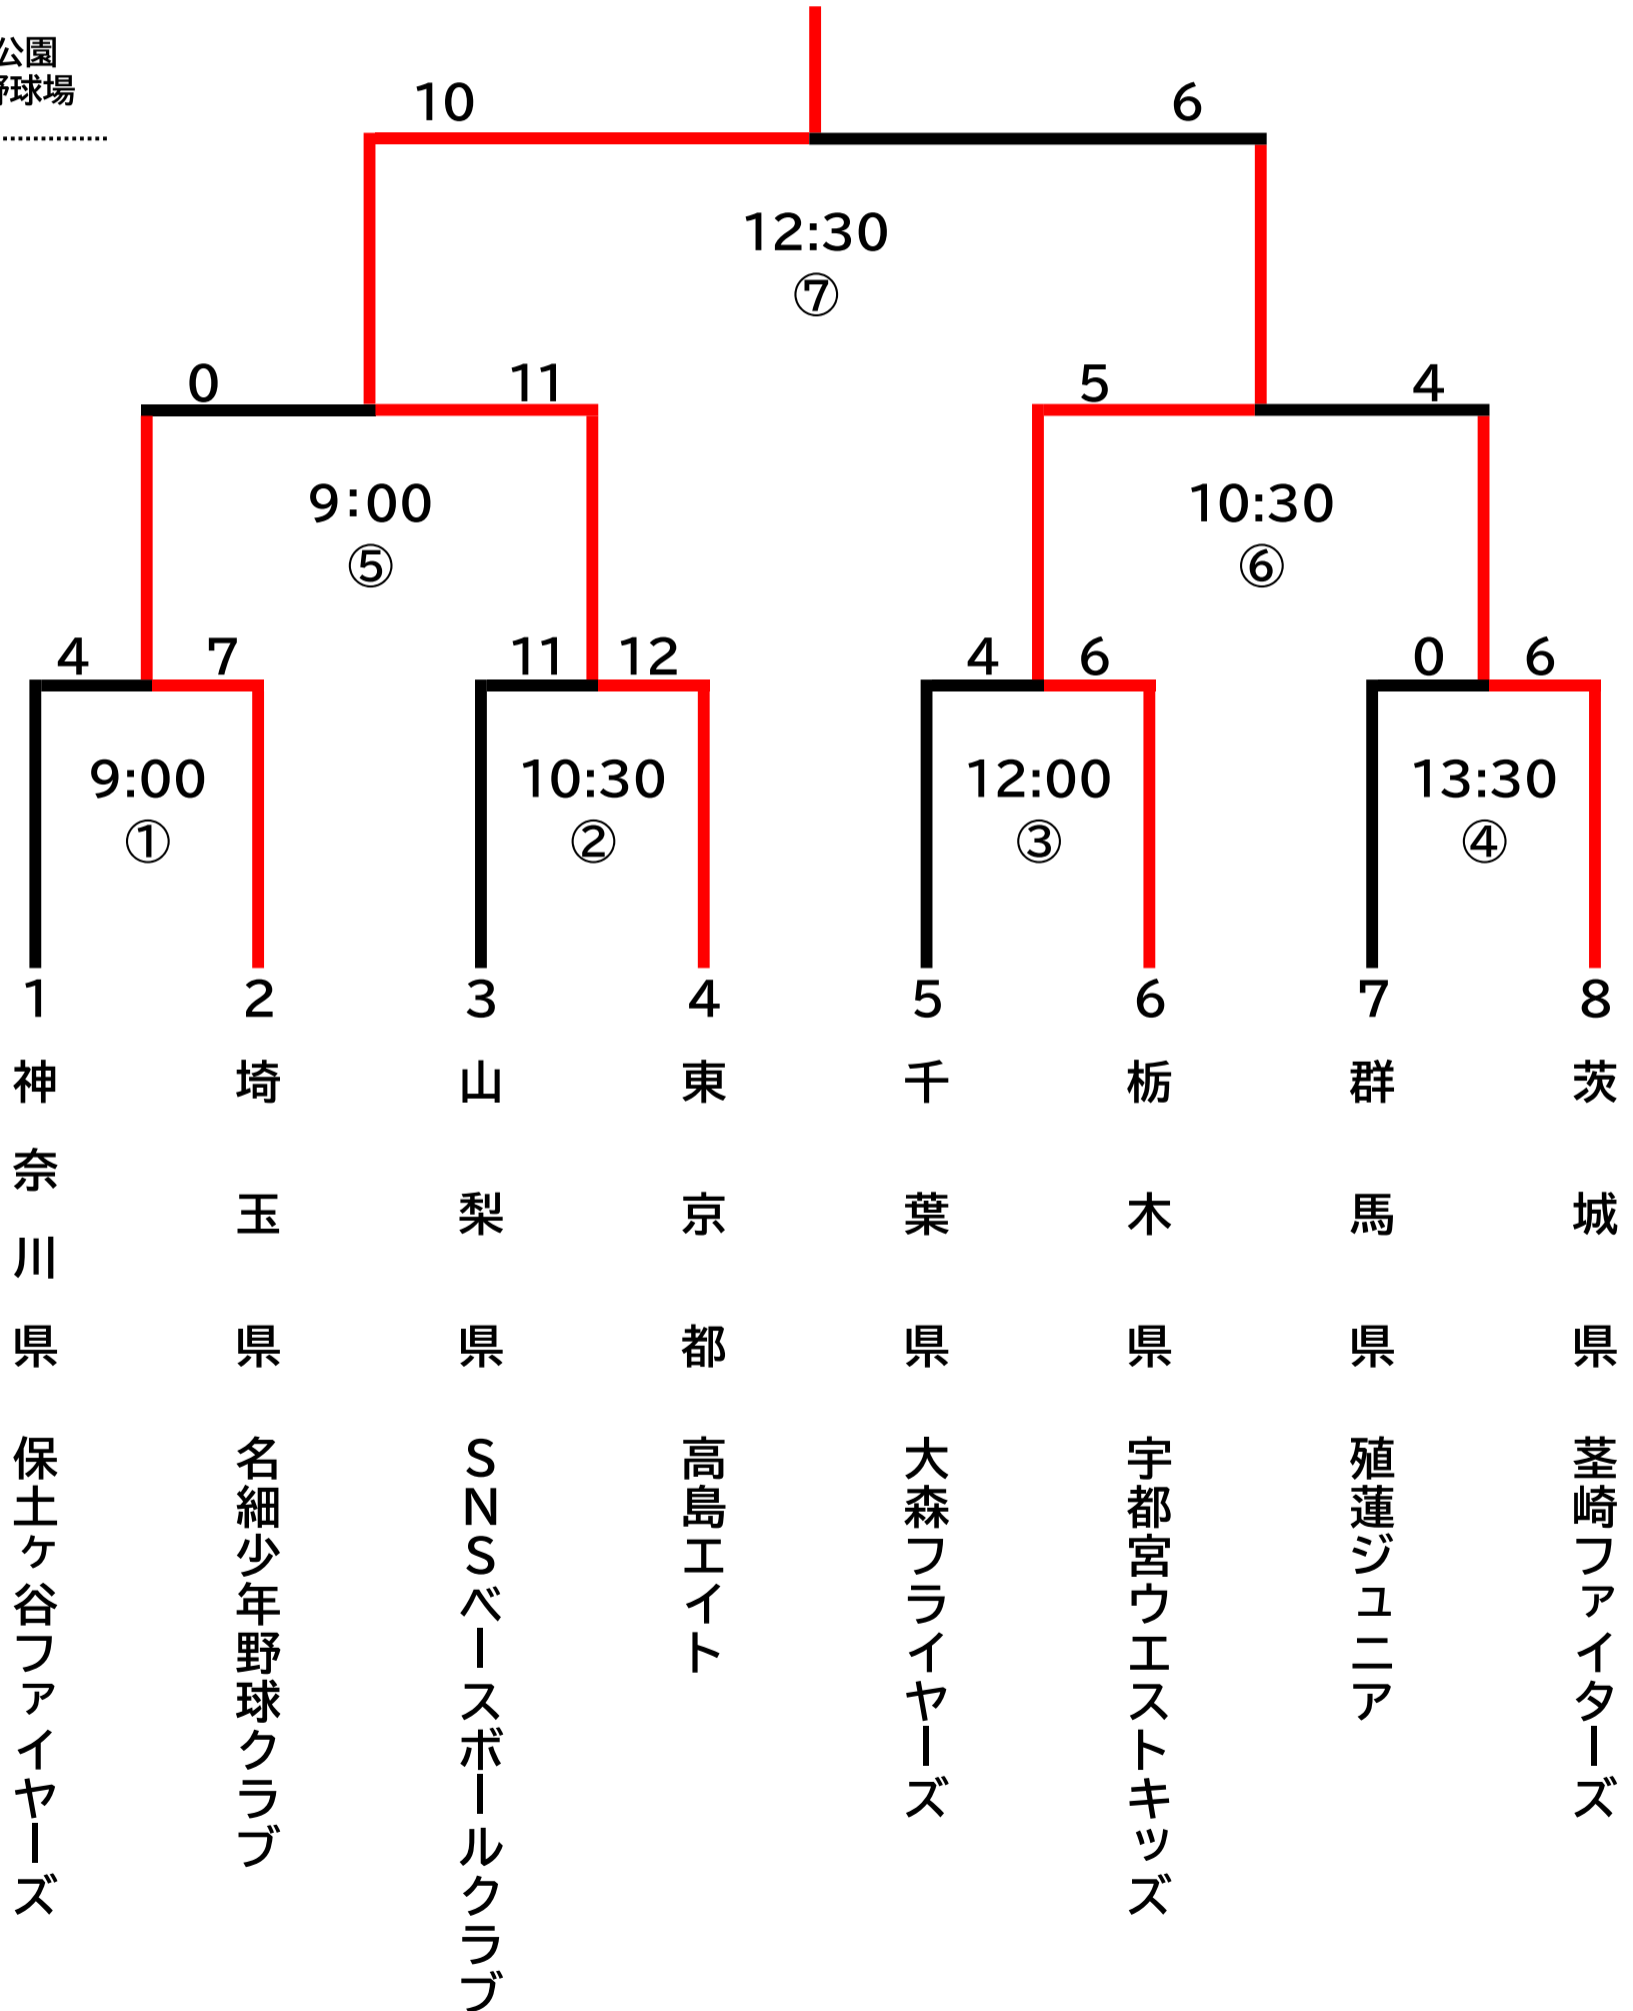 公園
野球場
10 6
12:30
⑦
0 11 5 4
9:00 10:30
⑤ ⑥
4 7 11 12 4 6 0 6
9:00 10:30 12:00 13:30
① ② ③ ④
1 2 3 4 5 6 7 8
神奈川県 保土ヶ谷ファイヤーズ
埼玉県 名細少年野球クラブ
山梨県 SNSベースボールクラブ
東京都 高島エイト
千葉県 大森フライヤーズ
栃木県 宇都宮ウエストキッズ
群馬県 殖蓮ジュニア
茨城県 茎崎ファイターズ